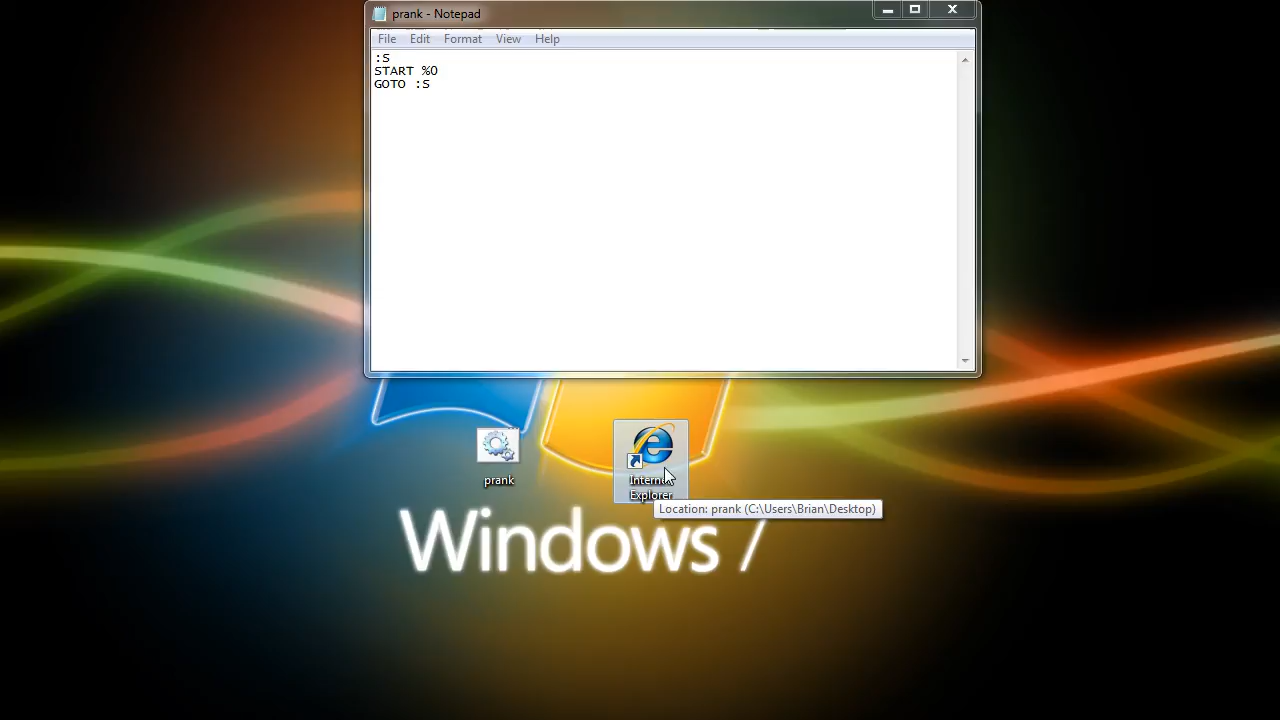 prank - Notepad
File Edit Format View Help
:S
START %0
GOTO :S
prank
Internet
Explorer
Location: prank (C:\Users\Brian\Desktop)
Windows 7